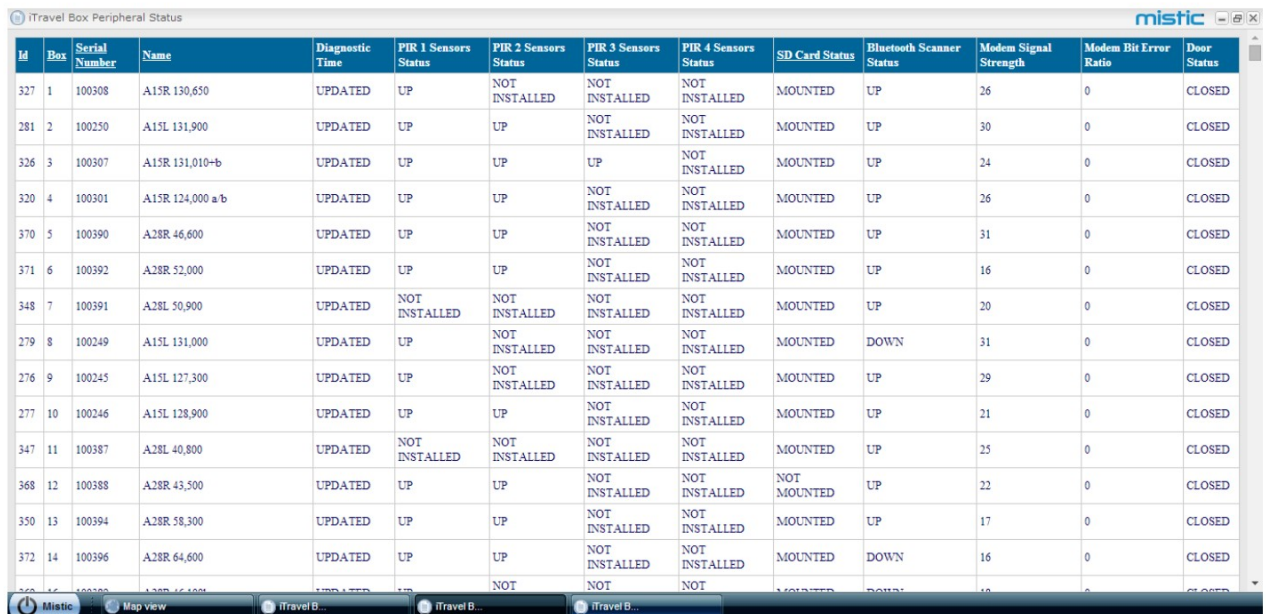 iTravel Box Peripheral Status
mistic
Id Box Serial Number Name Diagnostic Time PIR 1 Sensors Status PIR 2 Sensors Status PIR 3 Sensors Status PIR 4 Sensors Status SD Card Status Bluetooth Scanner Status Modem Signal Strength Modem Bit Error Ratio Door Status
327 1 100308 A15R 130,650 UPDATED UP NOT INSTALLED NOT INSTALLED NOT INSTALLED MOUNTED UP 26 0 CLOSED
281 2 100250 A15L 131,900 UPDATED UP UP NOT INSTALLED NOT INSTALLED MOUNTED UP 30 0 CLOSED
326 3 100307 A15R 131,010+b UPDATED UP UP UP NOT INSTALLED MOUNTED UP 24 0 CLOSED
320 4 100301 A15R 124,000 a/b UPDATED UP UP NOT INSTALLED NOT INSTALLED MOUNTED UP 26 0 CLOSED
370 5 100390 A28R 46,600 UPDATED UP UP NOT INSTALLED NOT INSTALLED MOUNTED UP 31 0 CLOSED
371 6 100392 A28R 52,000 UPDATED UP UP NOT INSTALLED NOT INSTALLED MOUNTED UP 16 0 CLOSED
348 7 100391 A28L 50,900 UPDATED NOT INSTALLED NOT INSTALLED NOT INSTALLED NOT INSTALLED MOUNTED UP 20 0 CLOSED
279 8 100249 A15L 131,000 UPDATED UP NOT INSTALLED NOT INSTALLED NOT INSTALLED MOUNTED DOWN 31 0 CLOSED
276 9 100245 A15L 127,300 UPDATED UP NOT INSTALLED NOT INSTALLED NOT INSTALLED MOUNTED UP 29 0 CLOSED
277 10 100246 A15L 128,900 UPDATED UP UP NOT INSTALLED NOT INSTALLED MOUNTED UP 21 0 CLOSED
347 11 100387 A28L 40,800 UPDATED NOT INSTALLED NOT INSTALLED NOT INSTALLED NOT INSTALLED MOUNTED UP 25 0 CLOSED
368 12 100388 A28R 43,500 UPDATED UP UP NOT INSTALLED NOT INSTALLED NOT MOUNTED UP 22 0 CLOSED
350 13 100394 A28R 58,300 UPDATED UP UP NOT INSTALLED NOT INSTALLED MOUNTED UP 17 0 CLOSED
372 14 100396 A28R 64,600 UPDATED UP UP NOT INSTALLED NOT INSTALLED MOUNTED DOWN 16 0 CLOSED
NOT NOT NOT
Mistic Map view iTravel B... iTravel B... iTravel B...